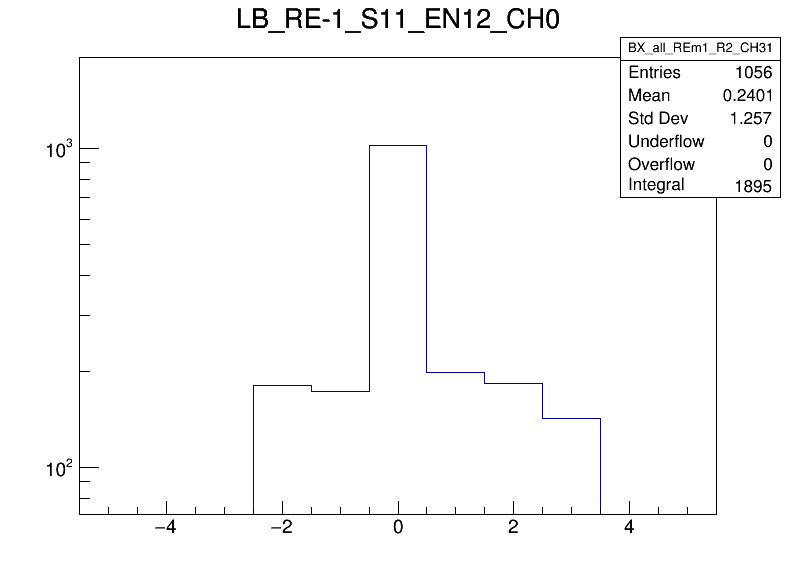 LB_RE-1_S11_EN12_CH0
BX_all_REm1_R2_CH31
Entries 1056
Mean 0.2401
Std Dev 1.257
Underflow 0
Overflow 0
Integral 1895
10³
10²
−4 −2 0 2 4